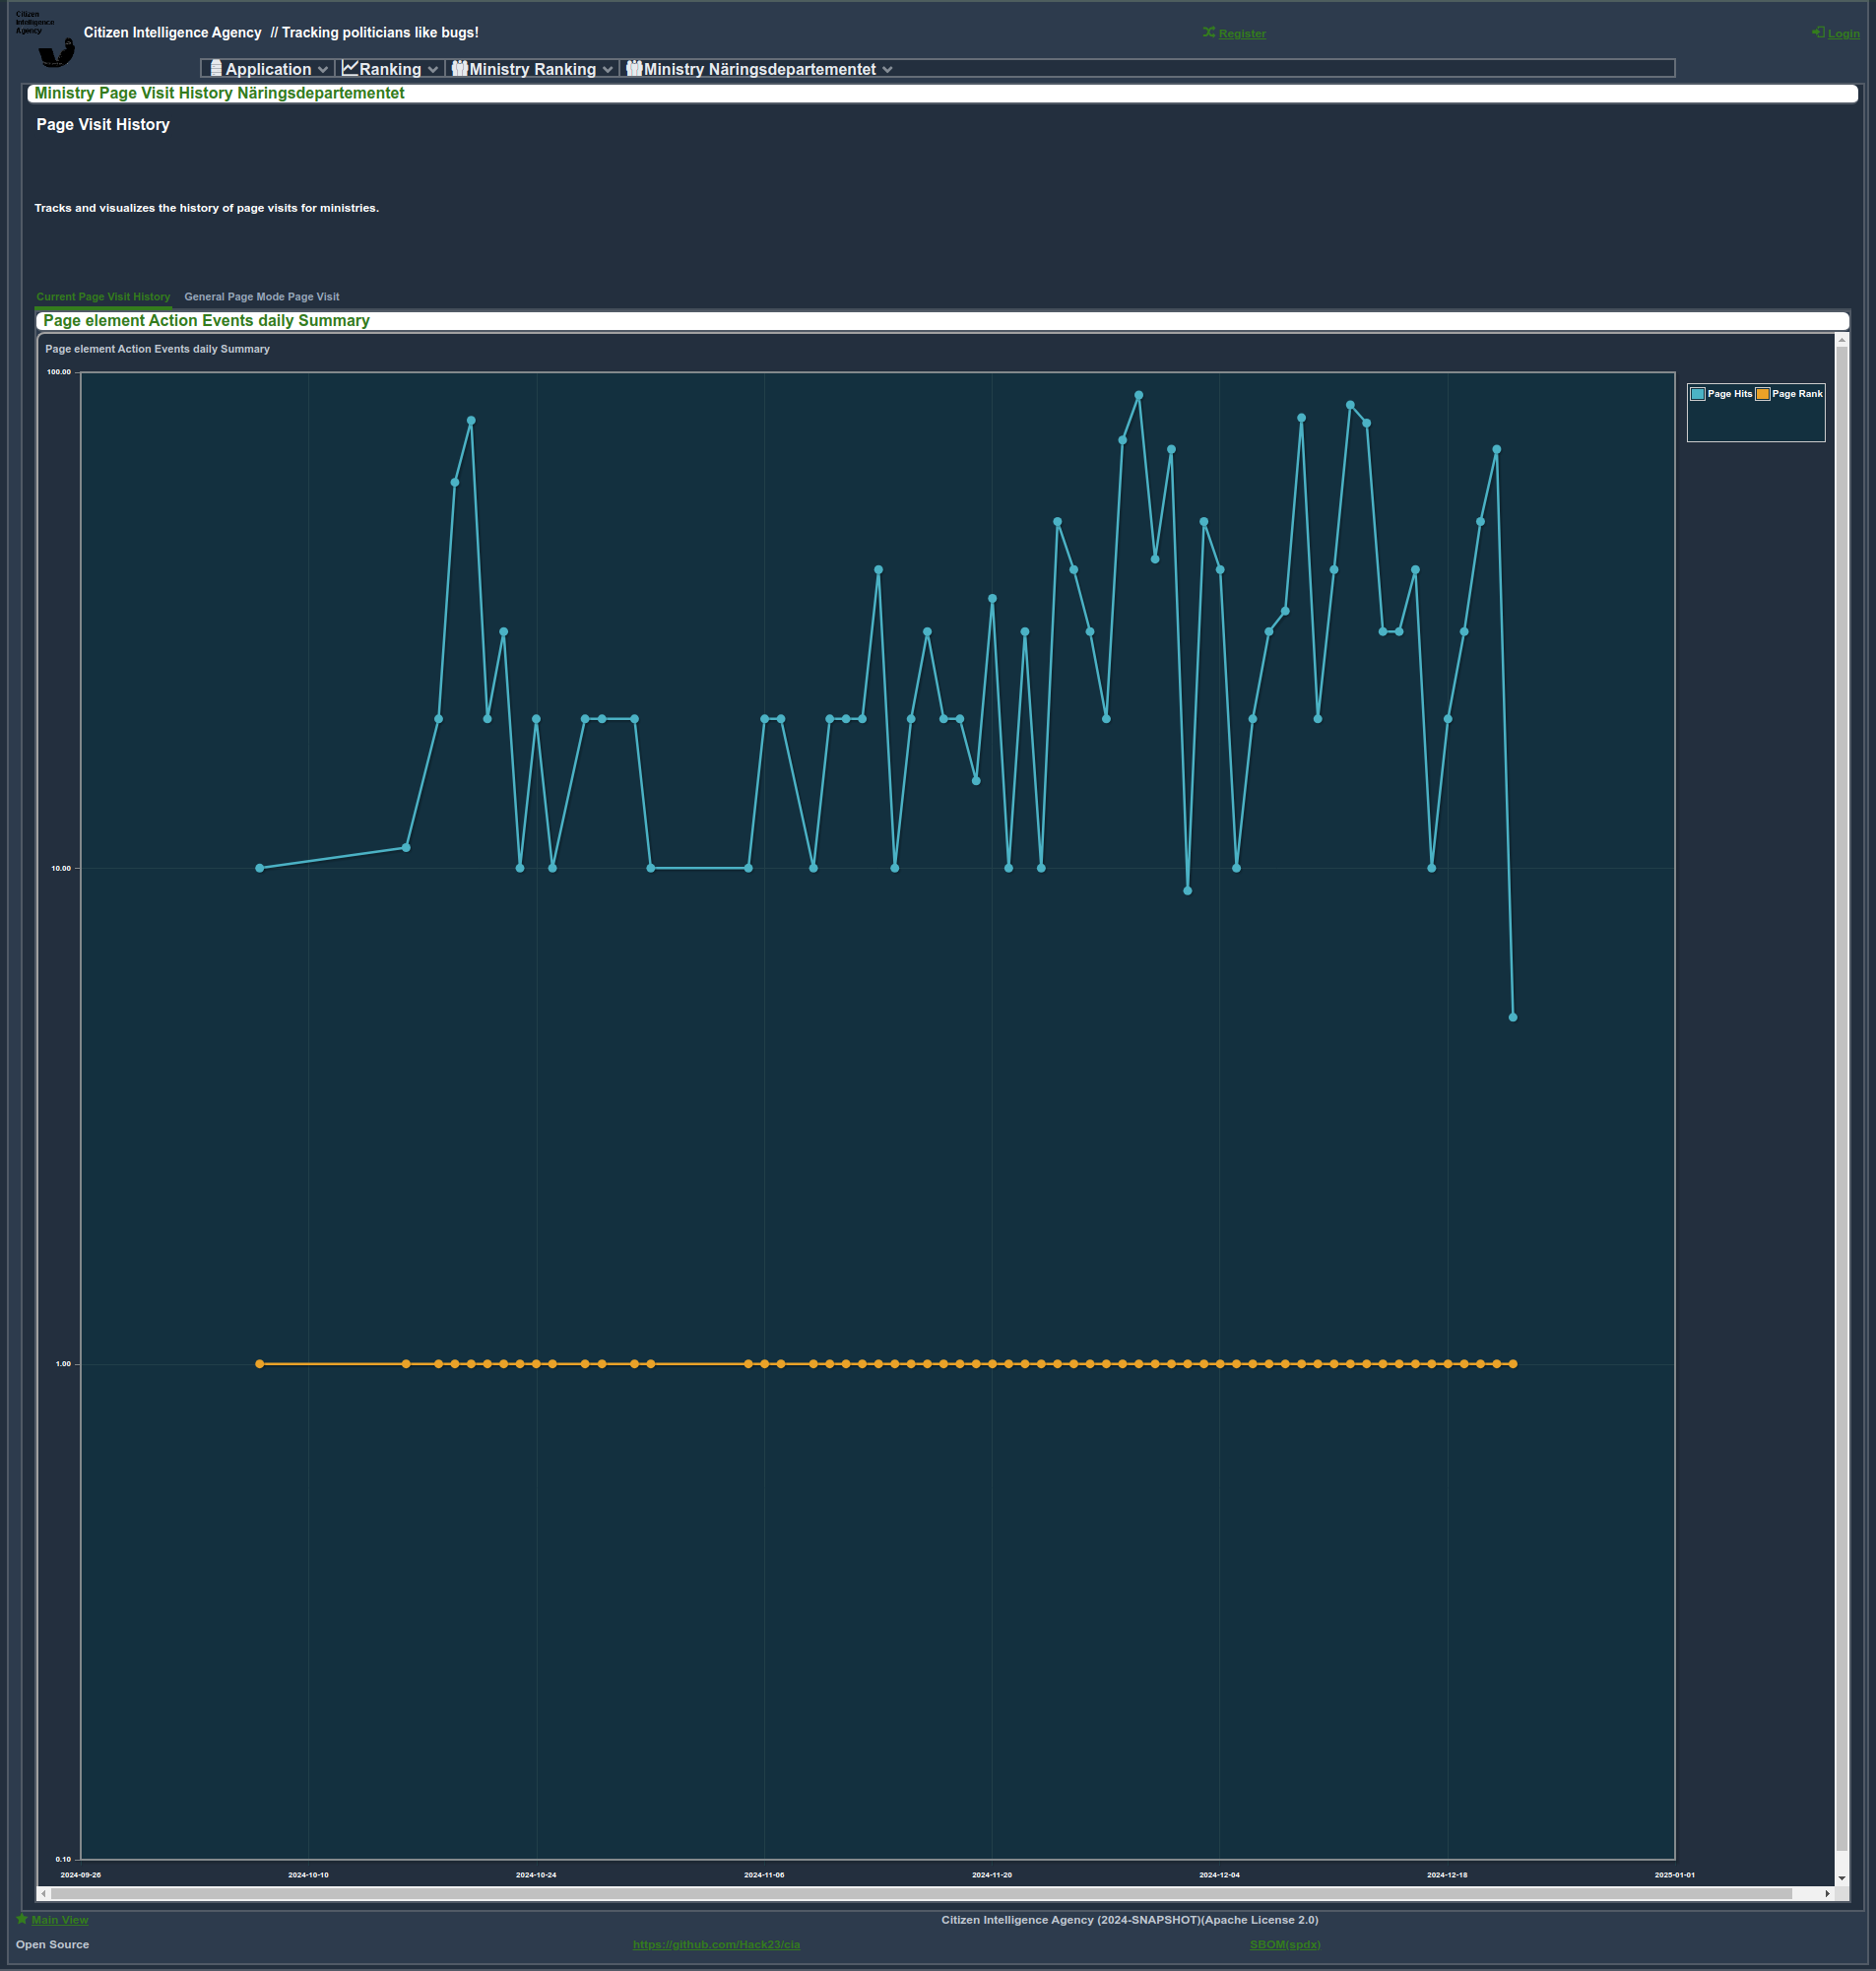 Citizen
Intelligence
Agency
Citizen Intelligence Agency // Tracking politicians like bugs!
Register
Login
Application
Ranking
Ministry Ranking
Ministry Näringsdepartementet
Ministry Page Visit History Näringsdepartementet
Page Visit History
Tracks and visualizes the history of page visits for ministries.
Current Page Visit History
General Page Mode Page Visit
Page element Action Events daily Summary
Page element Action Events daily Summary
100.00
10.00
1.00
0.10
Page Hits
Page Rank
2024-09-26
2024-10-10
2024-10-24
2024-11-06
2024-11-20
2024-12-04
2024-12-18
2025-01-01
Main View
Citizen Intelligence Agency (2024-SNAPSHOT)(Apache License 2.0)
Open Source
https://github.com/Hack23/cia
SBOM(spdx)